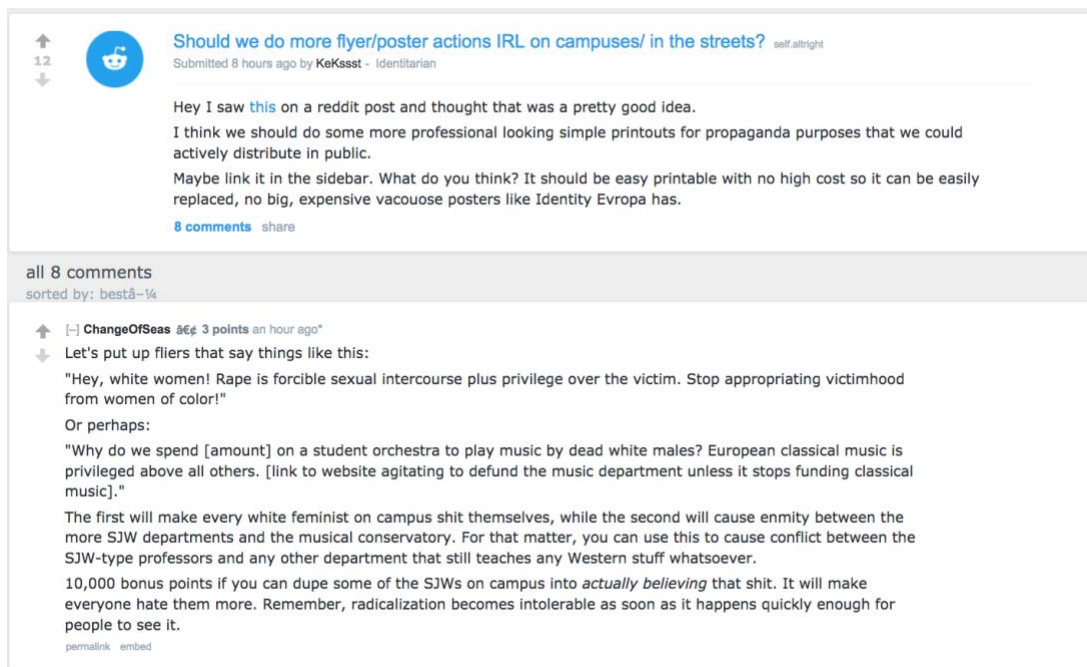 Should we do more flyer/poster actions IRL on campuses/ in the streets? self.altright
12
Submitted 8 hours ago by KeKssst - Identitarian
Hey I saw this on a reddit post and thought that was a pretty good idea.
I think we should do some more professional looking simple printouts for propaganda purposes that we could
actively distribute in public.
Maybe link it in the sidebar. What do you think? It should be easy printable with no high cost so it can be easily
replaced, no big, expensive vacouose posters like Identity Evropa has.
8 comments share
all 8 comments
sorted by: bestâ–¼
[–] ChangeOfSeas â€¢ 3 points an hour ago*
Let's put up fliers that say things like this:
"Hey, white women! Rape is forcible sexual intercourse plus privilege over the victim. Stop appropriating victimhood
from women of color!"
Or perhaps:
"Why do we spend [amount] on a student orchestra to play music by dead white males? European classical music is
privileged above all others. [link to website agitating to defund the music department unless it stops funding classical
music]."
The first will make every white feminist on campus shit themselves, while the second will cause enmity between the
more SJW departments and the musical conservatory. For that matter, you can use this to cause conflict between the
SJW-type professors and any other department that still teaches any Western stuff whatsoever.
10,000 bonus points if you can dupe some of the SJWs on campus into actually believing that shit. It will make
everyone hate them more. Remember, radicalization becomes intolerable as soon as it happens quickly enough for
people to see it.
permalink embed